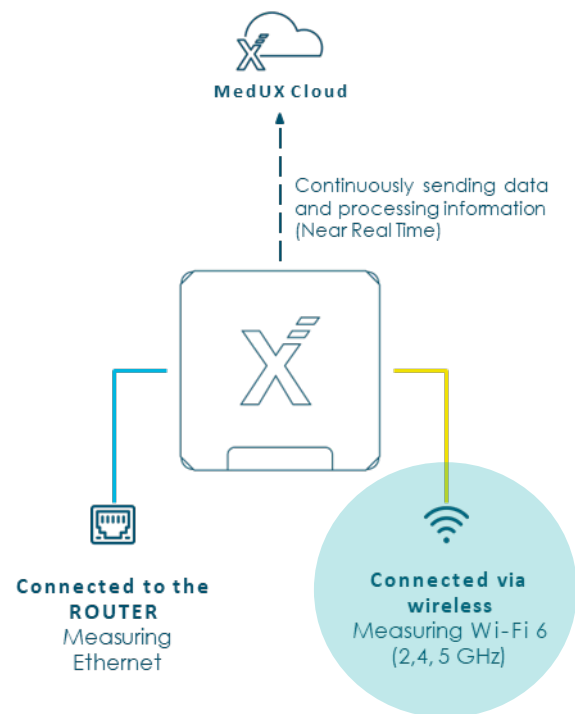 MedUX Cloud
Continuously sending data
and processing information
(Near Real Time)
X
Connected to the
ROUTER
Measuring
Ethernet
Connected via
wireless
Measuring Wi-Fi 6
(2,4, 5 GHz)